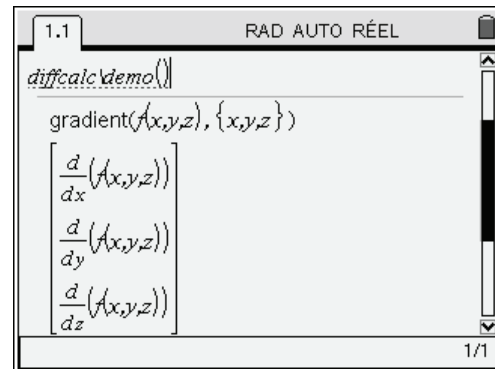 1.1 RAD AUTO RÉEL
diffcalc\demo()
gradient(f(x,y,z),{x,y,z})
d/dx(f(x,y,z))
d/dy(f(x,y,z))
d/dz(f(x,y,z))
1/1